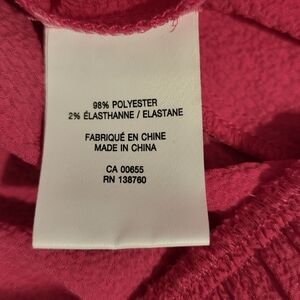 98% POLYESTER
2% ÉLASTHANNE / ELASTANE
FABRIQUÉ EN CHINE
MADE IN CHINA
CA 00655
RN 138760